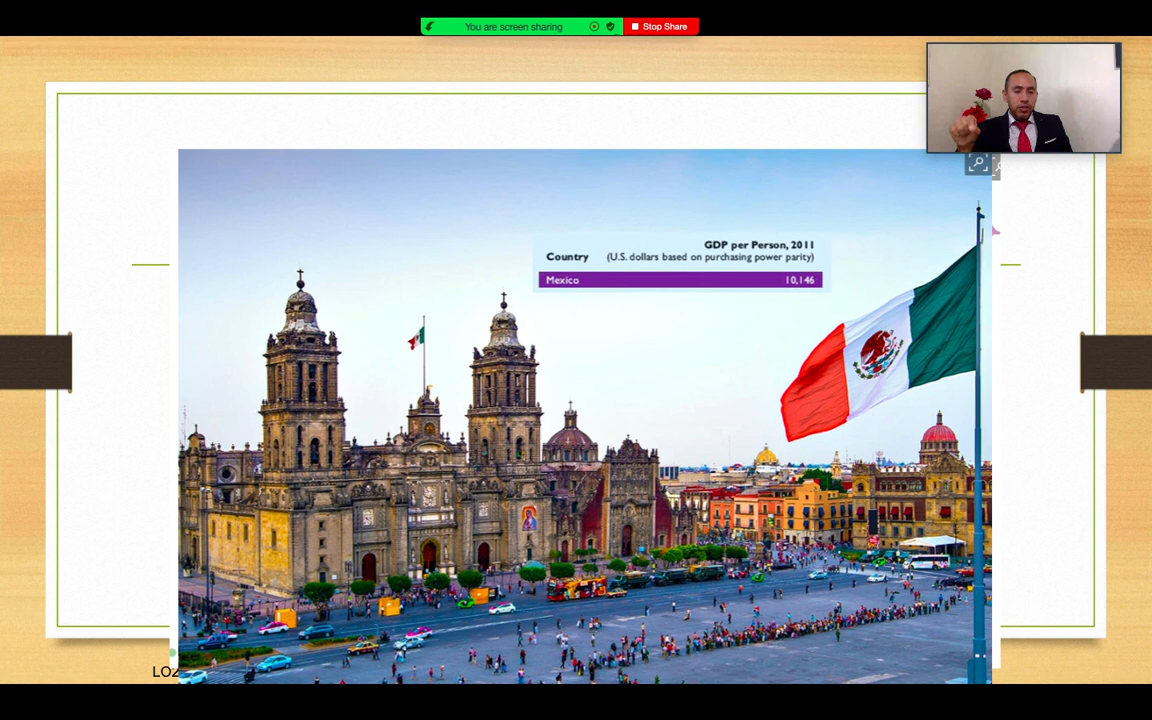 You are screen sharing
Stop Share
GDP per Person, 2011
Country (U.S. dollars based on purchasing power parity)
Mexico 10,146
LO2